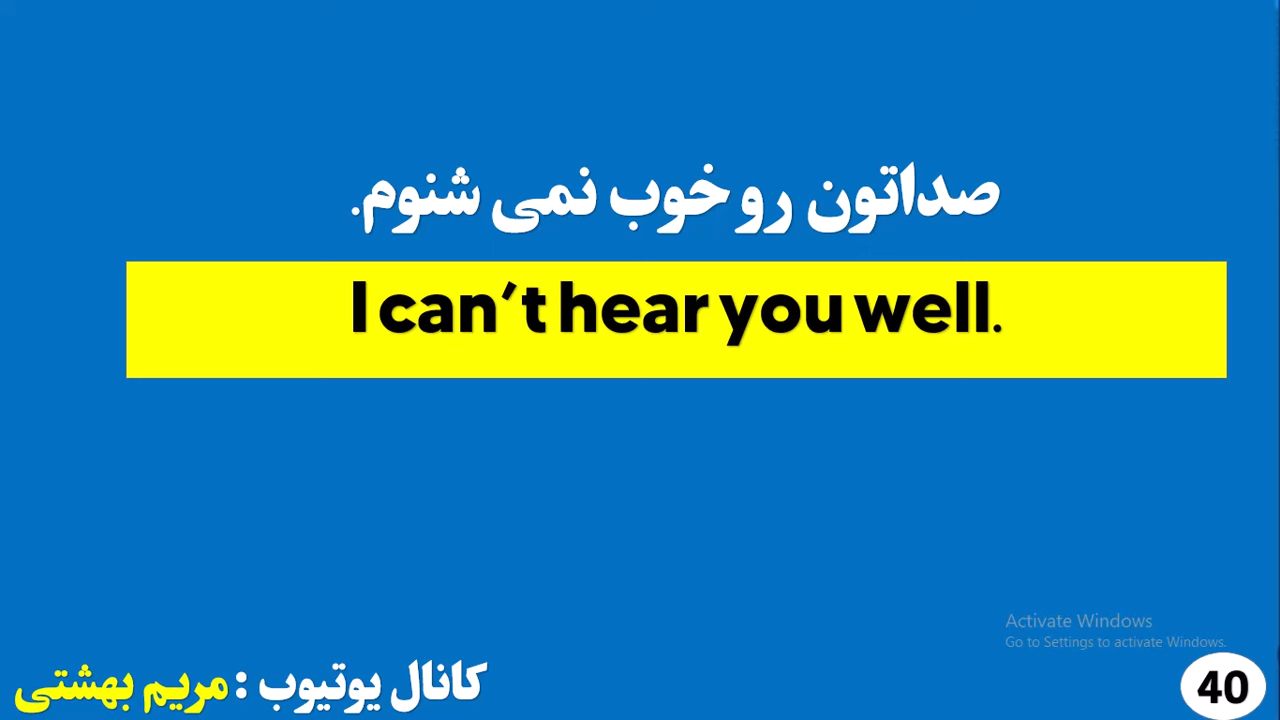 صداتون رو خوب نمی شنوم.
I can't hear you well.
Activate Windows
Go to Settings to activate Windows.
کانال یوتیوب : مریم بهشتی
40